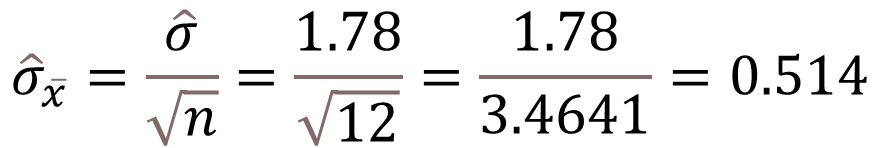 σ̂_x̄ = σ̂/√n = 1.78/√12 = 1.78/3.4641 = 0.514